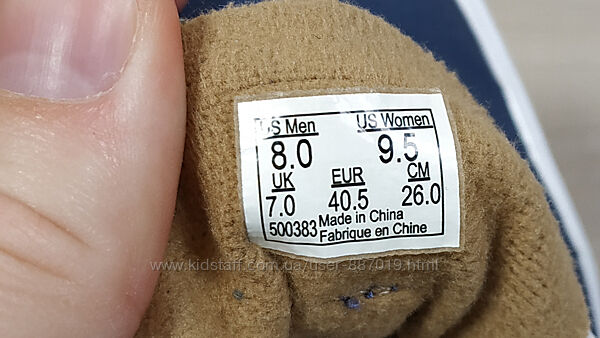 US Men US Women
8.0 9.5
UK EUR CM
7.0 40.5 26.0
500383 Made in China
Fabrique en Chine
www.kidstaff.com.ua/user-887019.html